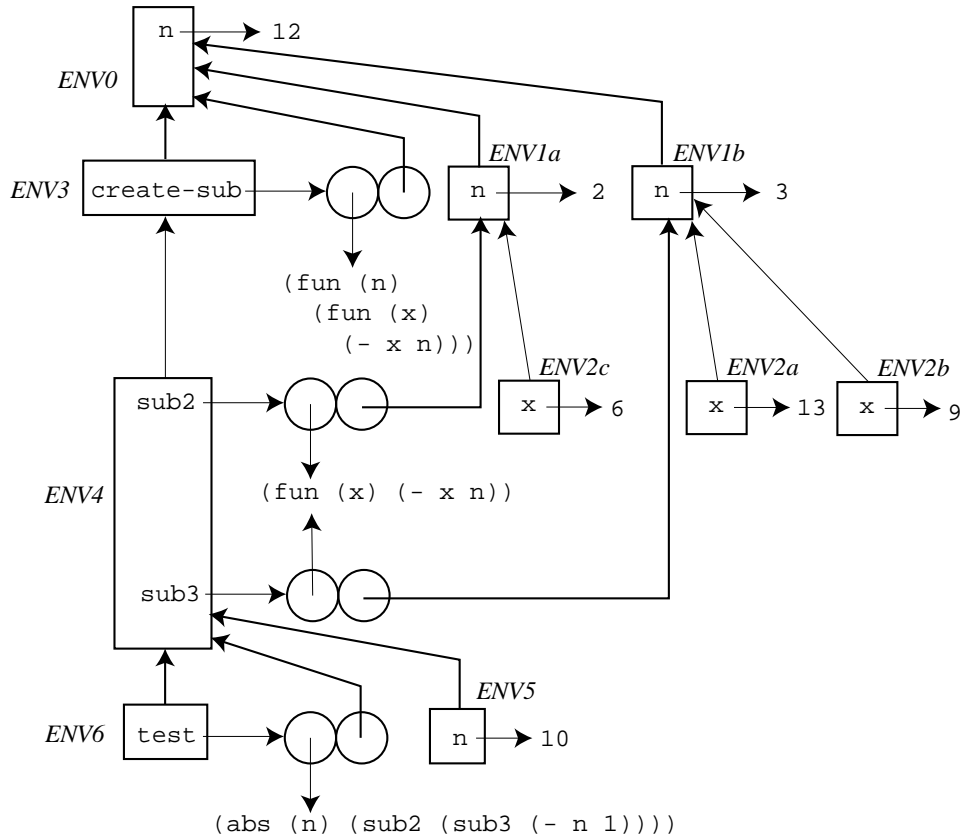 n 12
ENV0
ENV1a ENV1b
ENV3 create-sub n 2 n 3
(fun (n)
(fun (x)
(- x n)))
ENV2c ENV2a ENV2b
sub2 x 6 x 13 x 9
ENV4 (fun (x) (- x n))
sub3
ENV5
ENV6 test n 10
(abs (n) (sub2 (sub3 (- n 1))))